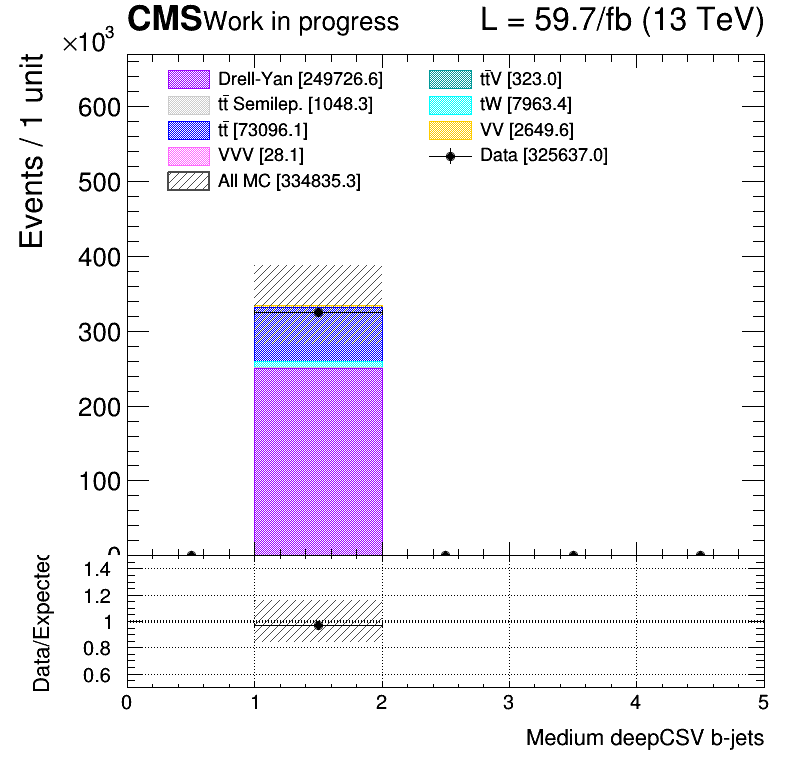 CMS Work in progress L = 59.7/fb (13 TeV)
×10³
Events / 1 unit
600
500
400
300
200
100
0
Drell-Yan [249726.6]
tt̄ Semilep. [1048.3]
tt̄ [73096.1]
VVV [28.1]
All MC [334835.3]
tt̄V [323.0]
tW [7963.4]
VV [2649.6]
Data [325637.0]
Data/Expected
1.4
1.2
1
0.8
0.6
0 1 2 3 4 5
Medium deepCSV b-jets